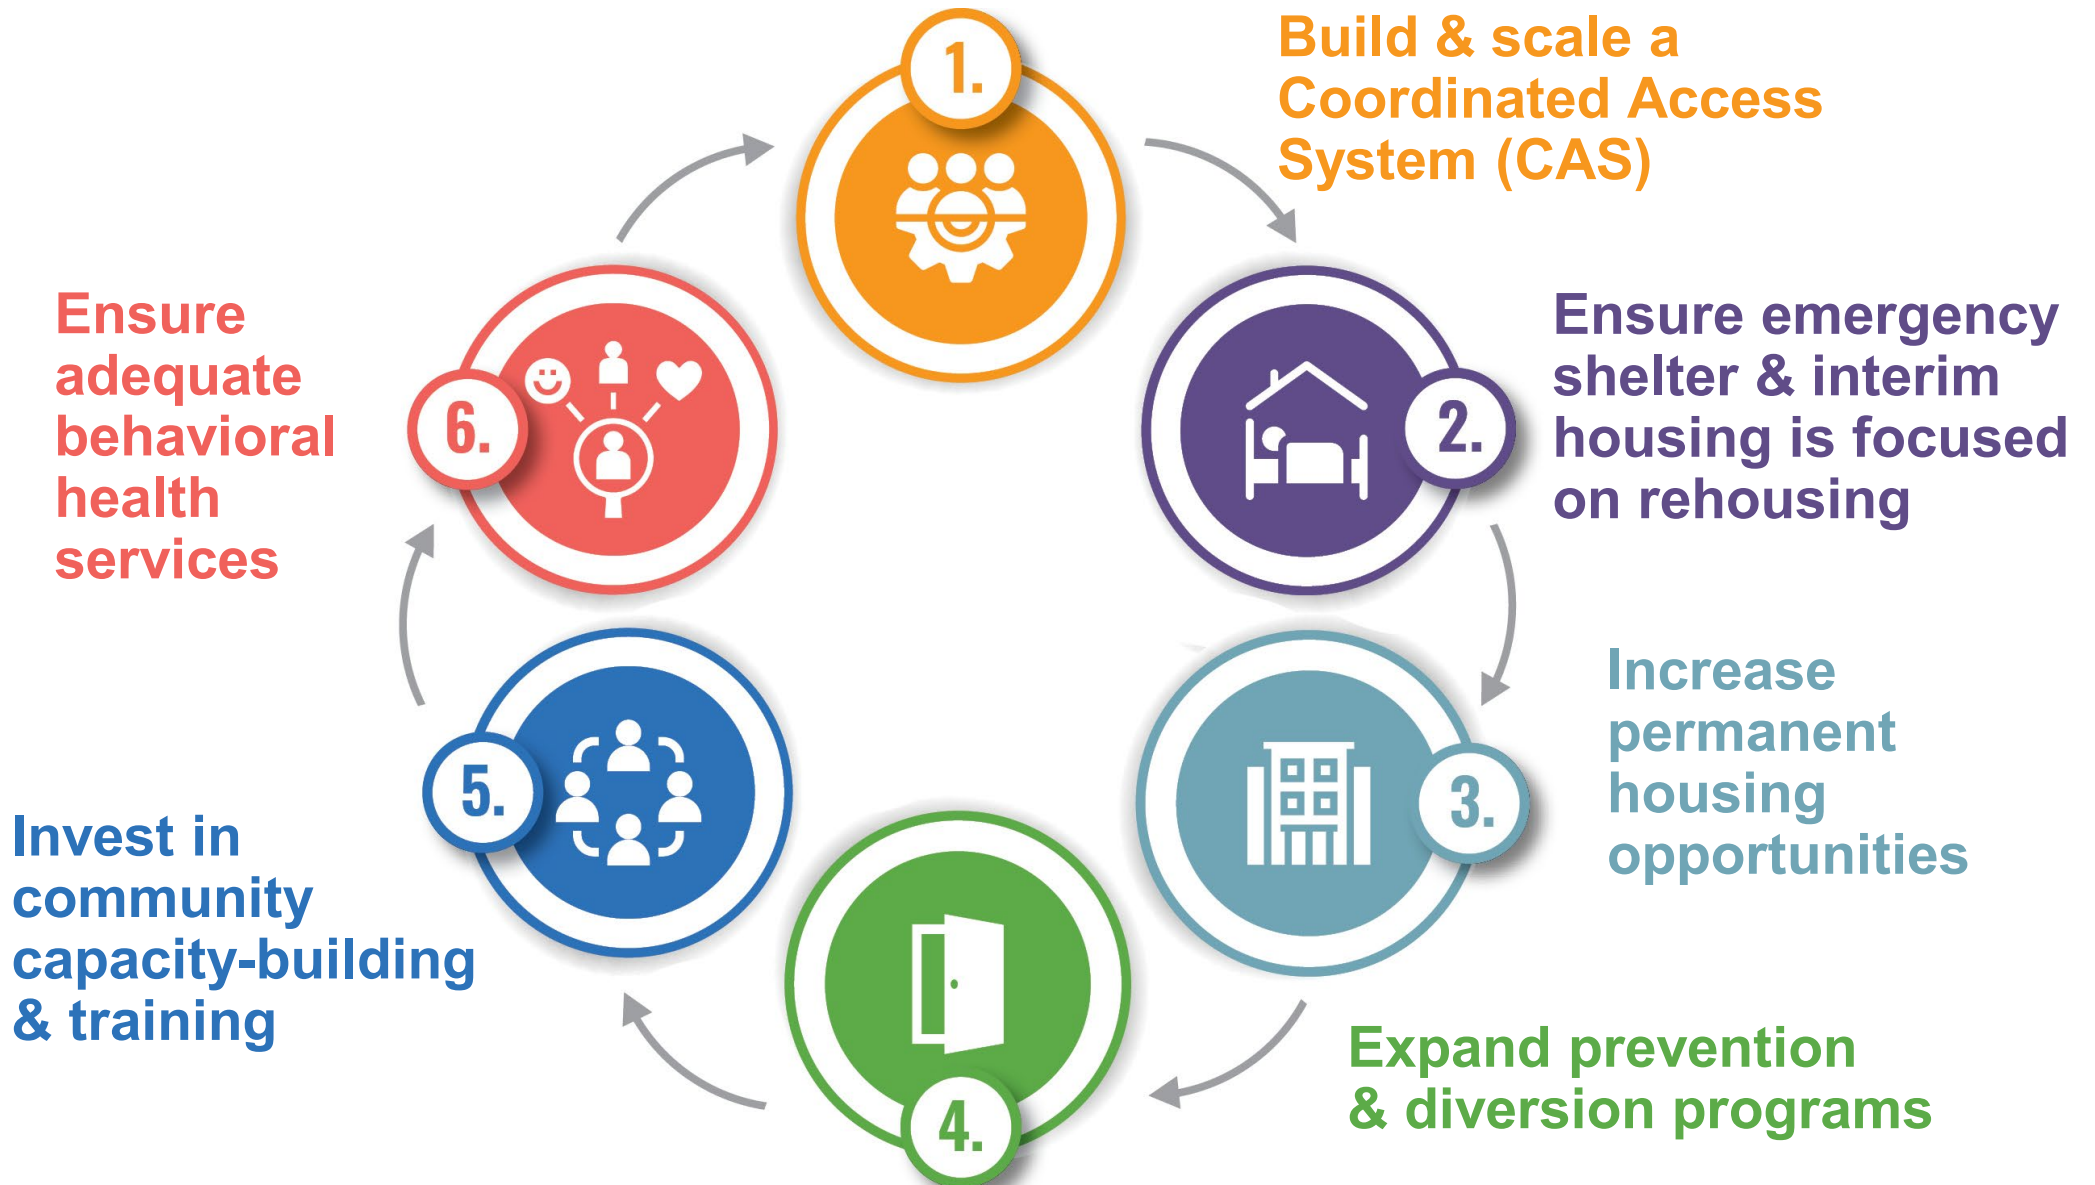 1.
Build & scale a
Coordinated Access
System (CAS)
2.
Ensure emergency
shelter & interim
housing is focused
on rehousing
3.
Increase
permanent
housing
opportunities
4.
Expand prevention
& diversion programs
5.
Invest in
community
capacity-building
& training
6.
Ensure
adequate
behavioral
health
services